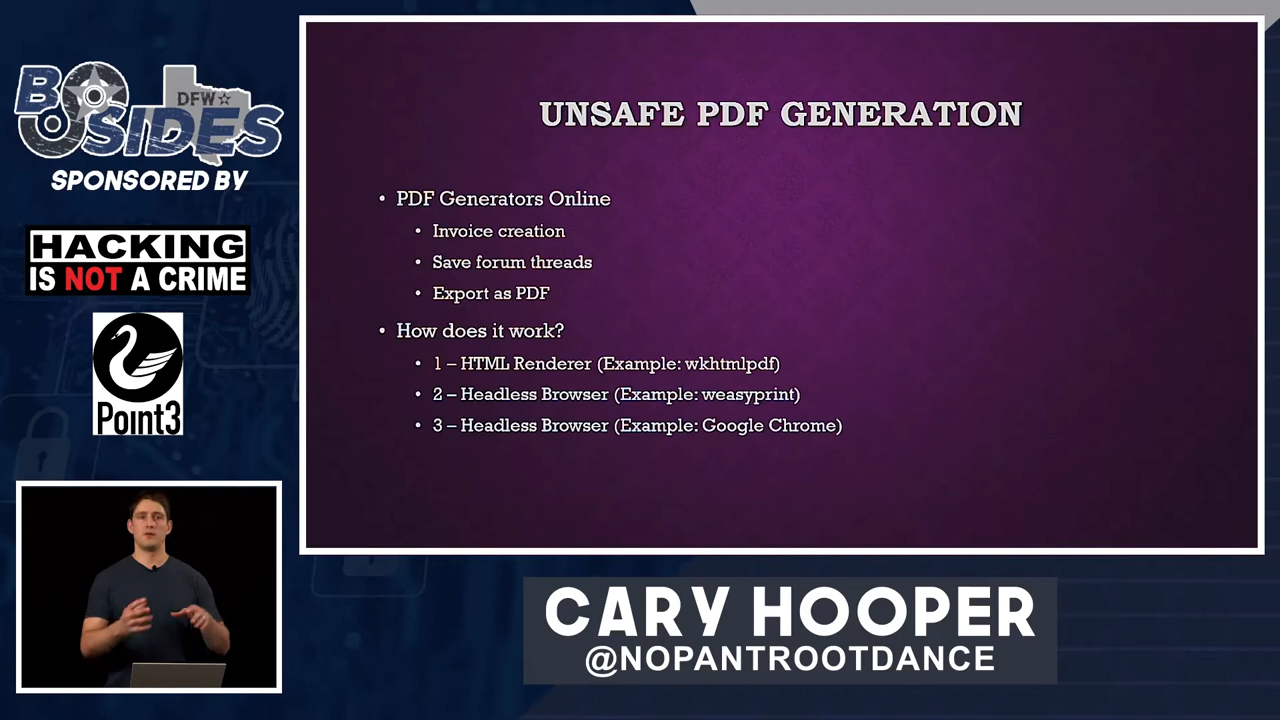 BSIDES
DFW
SPONSORED BY
HACKING
IS NOT A CRIME
Point3
UNSAFE PDF GENERATION
• PDF Generators Online
• Invoice creation
• Save forum threads
• Export as PDF
• How does it work?
• 1 – HTML Renderer (Example: wkhtmlpdf)
• 2 – Headless Browser (Example: weasyprint)
• 3 – Headless Browser (Example: Google Chrome)
CARY HOOPER
@NOPANTROOTDANCE